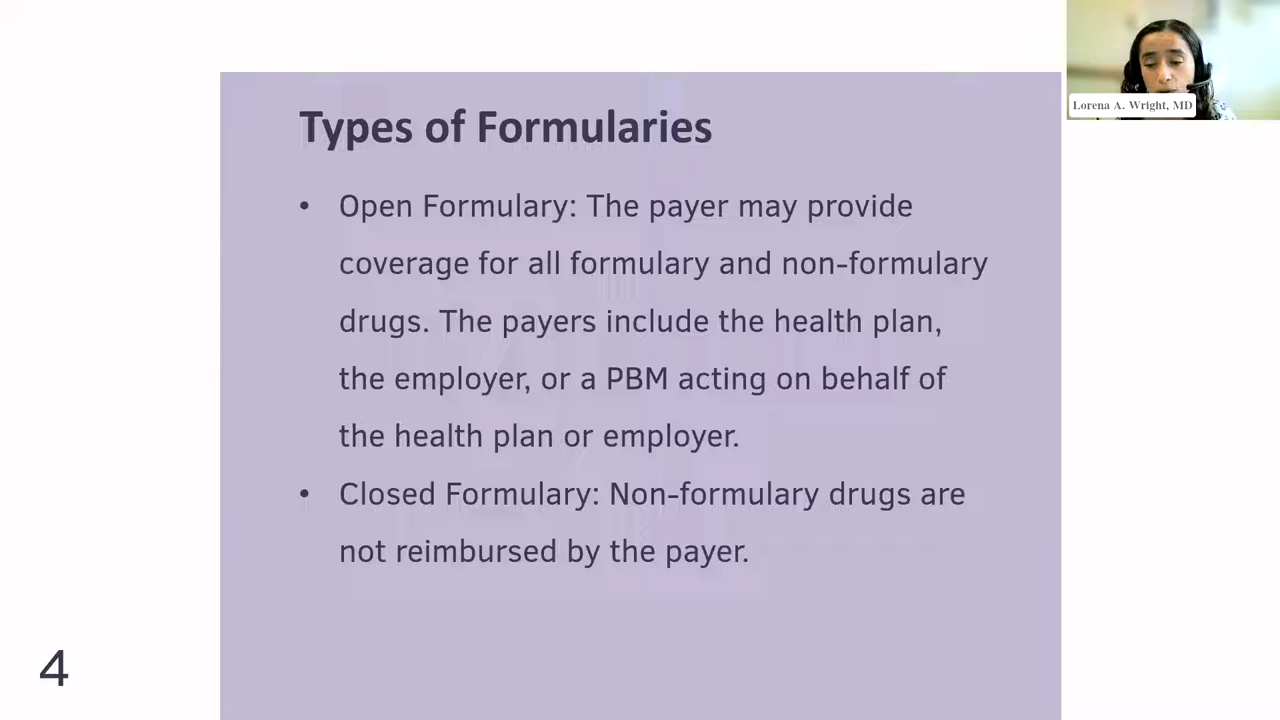 Lorena A. Wright, MD
Types of Formularies
• Open Formulary: The payer may provide
coverage for all formulary and non-formulary
drugs. The payers include the health plan,
the employer, or a PBM acting on behalf of
the health plan or employer.
• Closed Formulary: Non-formulary drugs are
not reimbursed by the payer.
4